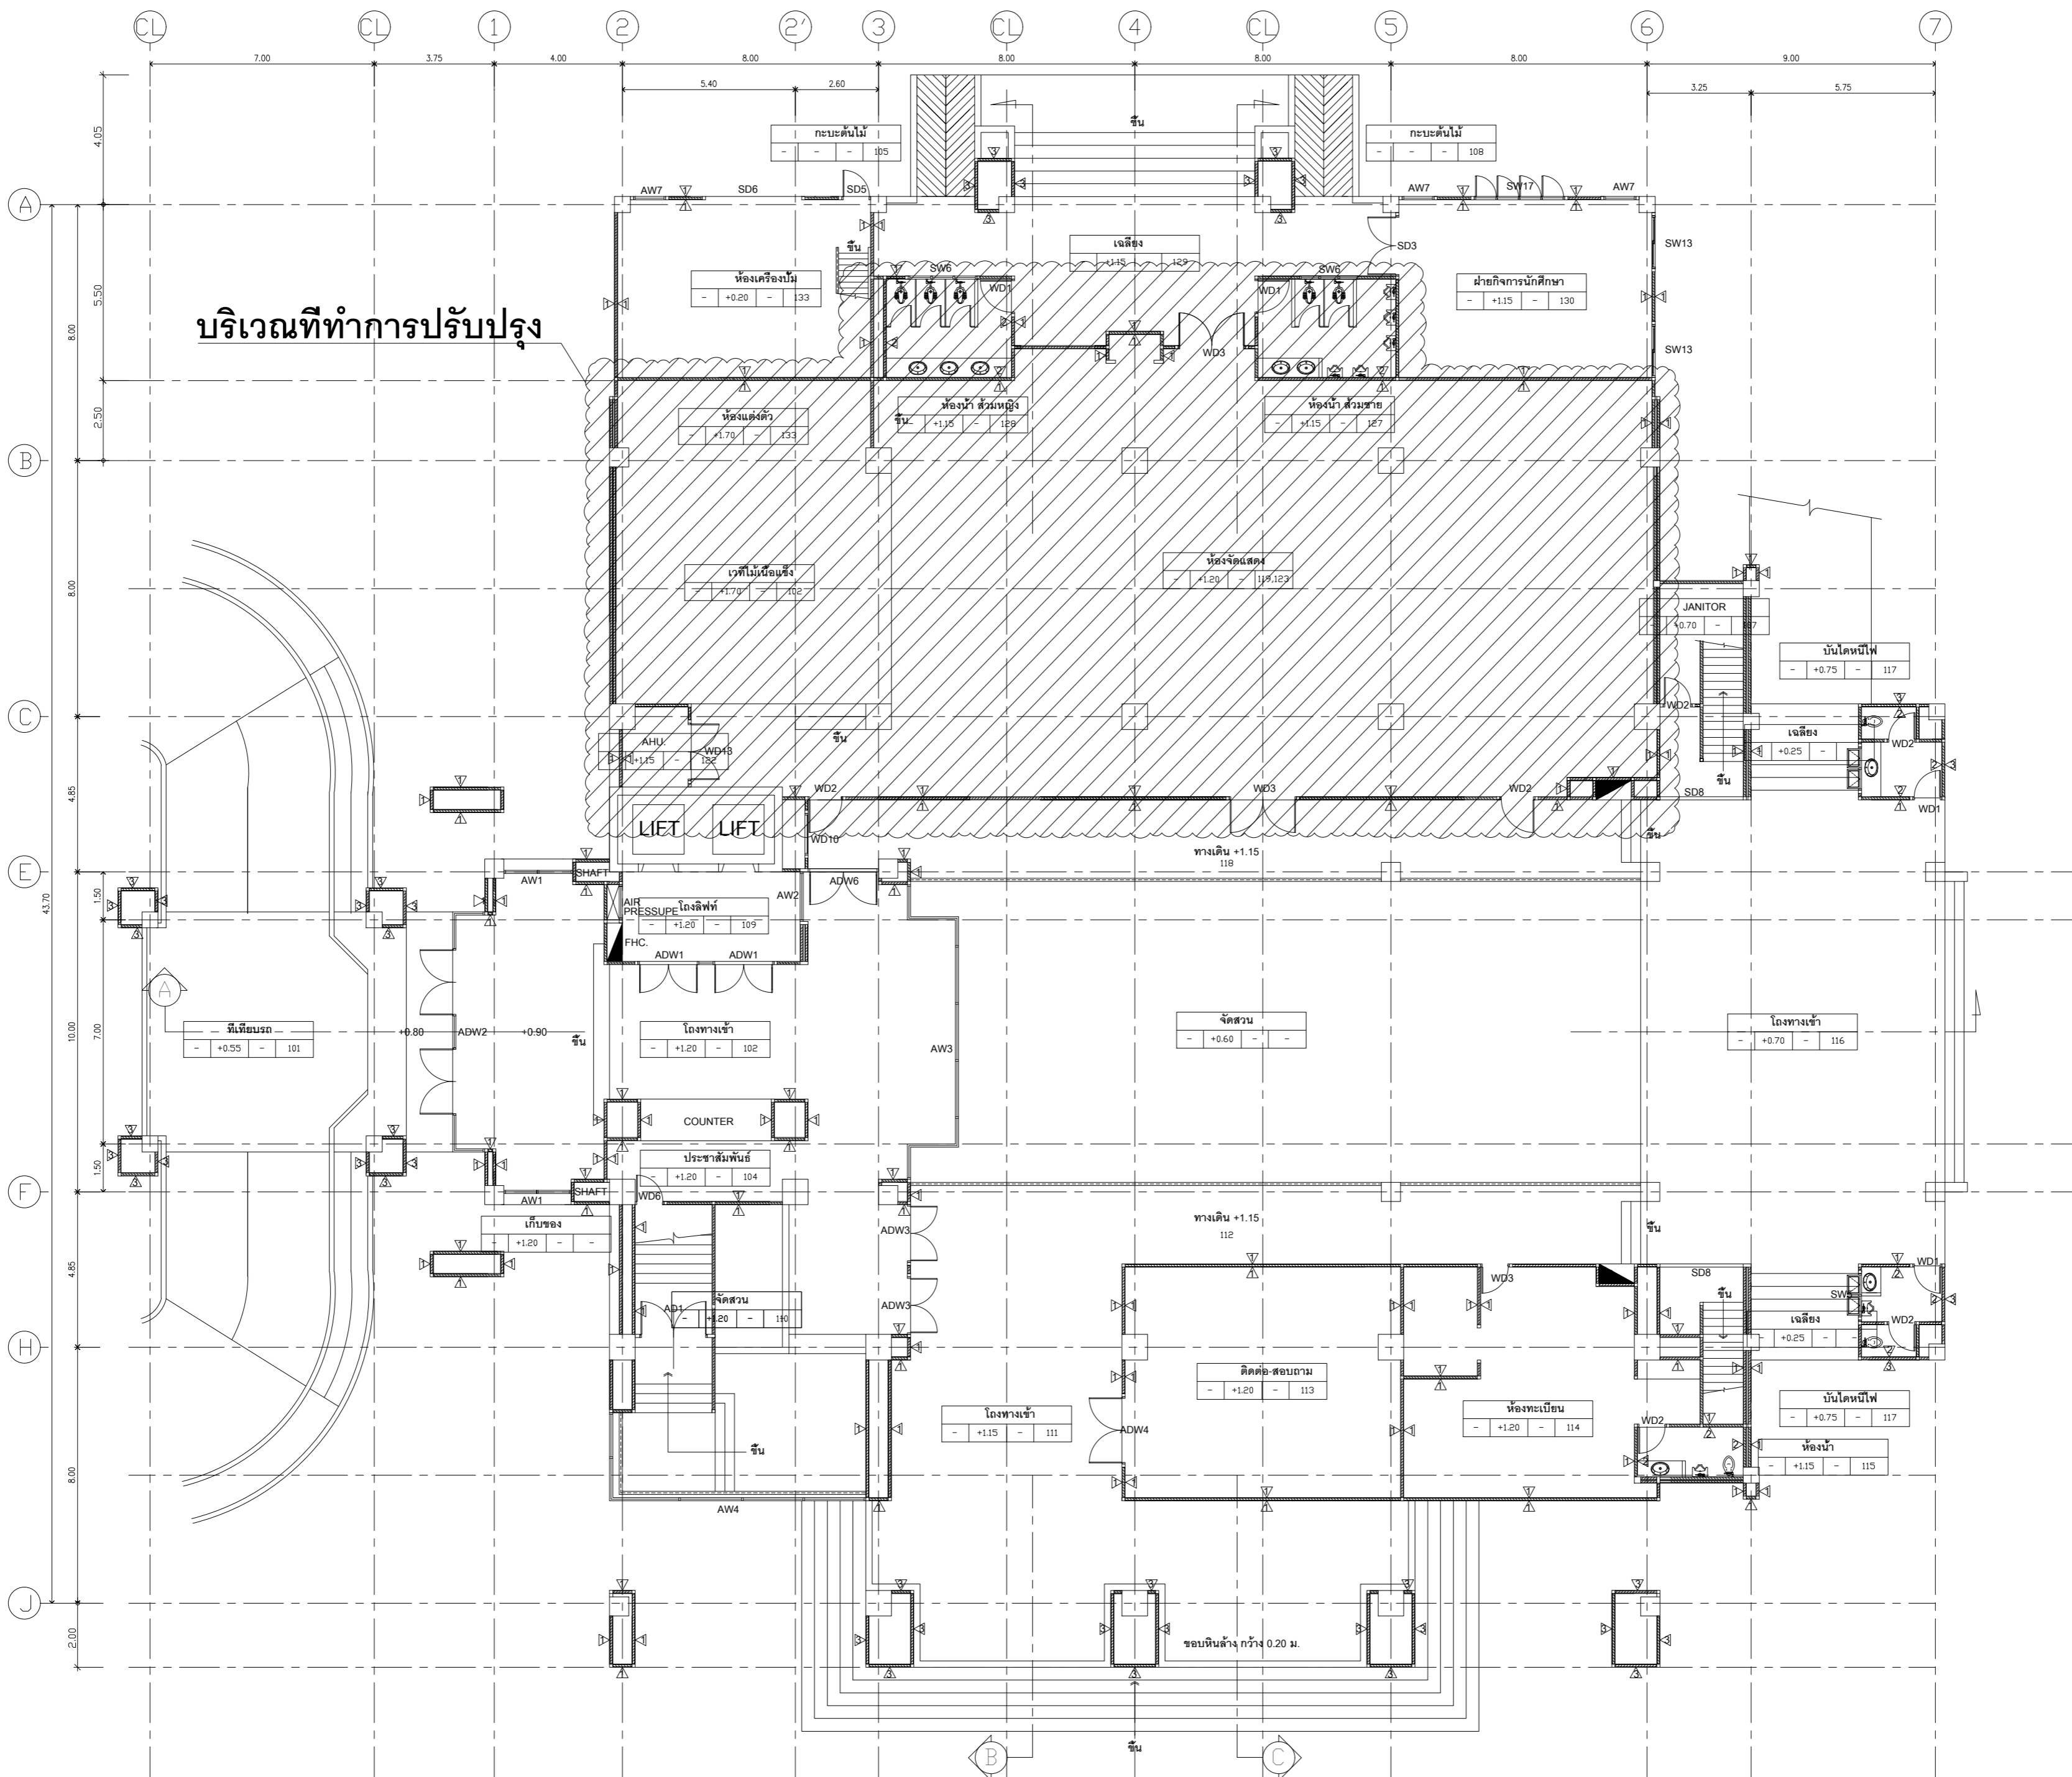 CL CL 1 2 2' 3 CL 4 CL 5 6 7
7.00 3.75 4.00 8.00 8.00 8.00 8.00 9.00
5.40 2.60 3.25 5.75
4.05
ขึ้น
กระบะต้นไม้
- - - 105
กระบะต้นไม้
- - - 108
A
AW7 SD6 SD5 AW7 SW17 AW7
ขึ้น
เฉลียง
+1.15 129
SD3
SW13
ห้องเครื่องปั๊ม
- +0.20 - 133
SW6 SW6
WD1 WD1
ฝ่ายกิจการนักศึกษา
- +1.15 - 130
5.50
8.00
บริเวณที่ทำการปรับปรุง
WD3
SW13
2.50
ห้องแต่งตัว
- +1.70 - 133
ห้องน้ำ ส้วมหญิง
ขึ้น
- +1.15 - 128
ห้องน้ำ ส้วมชาย
- +1.15 - 127
B
8.00
เวทีไม้เนื้อแข็ง
- +1.70 - 102
ห้องจัดแสดง
- +1.20 - 119,123
JANITOR
- +0.70 - 107
บันไดหนีไฟ
- +0.75 - 117
WD2
C
ขึ้น
AHU.
+1.15 - 122
WD13
เฉลียง
+0.25 -
WD2
ขึ้น
4.85
WD2 WD3 WD2 SD8 WD1
LIFT LIFT
WD10
ขึ้น
ทางเดิน +1.15
118
E
AW1 SHAFT ADW6
AW2
1.50
43.70
AIR
PRESSUPE
โถงลิฟท์
- +1.20 - 109
FHC.
ADW1 ADW1
A
10.00
7.00
ที่เทียบรถ
- +0.55 - 101
+0.80 ADW2 +0.90
ขึ้น
โถงทางเข้า
- +1.20 - 102
AW3
จัดสวน
- +0.60 - -
โถงทางเข้า
- +0.70 - 116
COUNTER
1.50
ประชาสัมพันธ์
- +1.20 - 104
F
AW1 SHAFT WD6
เก็บของ
- +1.20 - -
ADW3
ทางเดิน +1.15
112
ขึ้น
4.85
WD3 SD8 WD1
ขึ้น
SW5
จัดสวน
- +1.20 - 110
AD1
ADW3
เฉลียง
- +0.25 - -
WD2
H
ติดต่อ-สอบถาม
- +1.20 - 113
โถงทางเข้า
- +1.15 - 111
ADW4
ห้องทะเบียน
- +1.20 - 114
WD2
บันไดหนีไฟ
- +0.75 - 117
ห้องน้ำ
- +1.15 - 115
ขึ้น
8.00
AW4
J
2.00
ขอบหินล้าง กว้าง 0.20 ม.
B C
ขึ้น